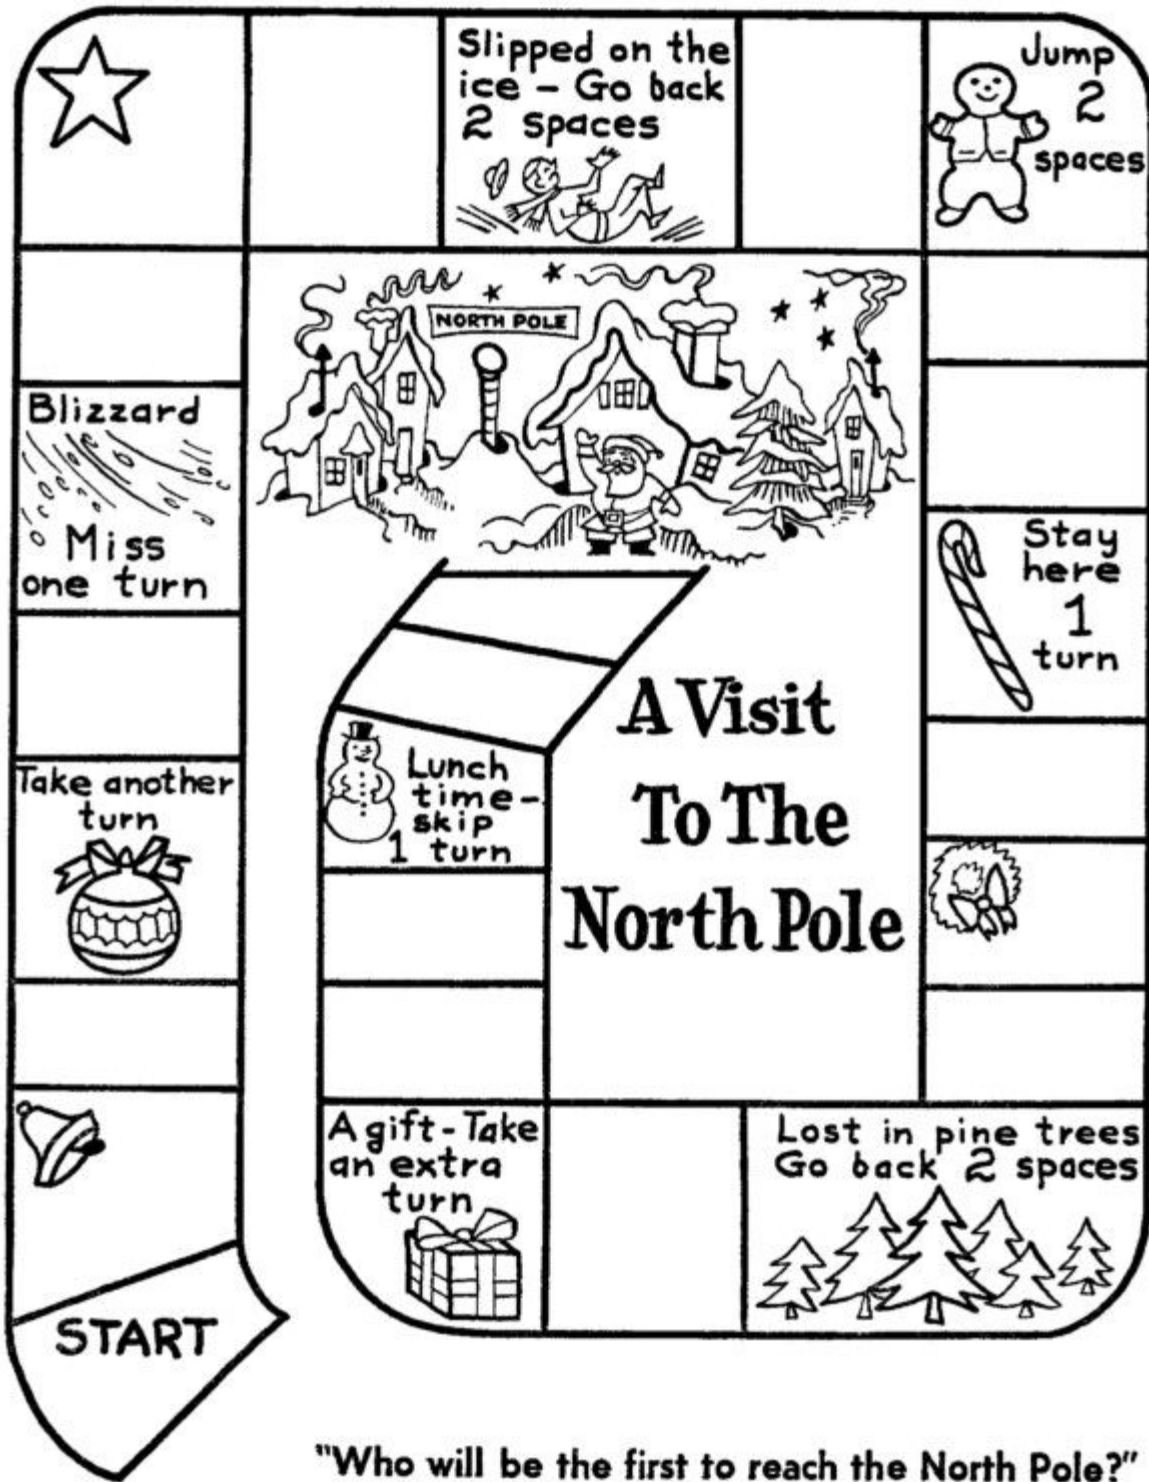 Slipped on the
ice – Go back
2 spaces
Jump
2
spaces
NORTH POLE
Blizzard
Miss
one turn
Stay
here
1
turn
A Visit
To The
North Pole
Take another
turn
Lunch
time –
skip
1 turn
A gift - Take
an extra
turn
Lost in pine trees
Go back 2 spaces
START
"Who will be the first to reach the North Pole?"